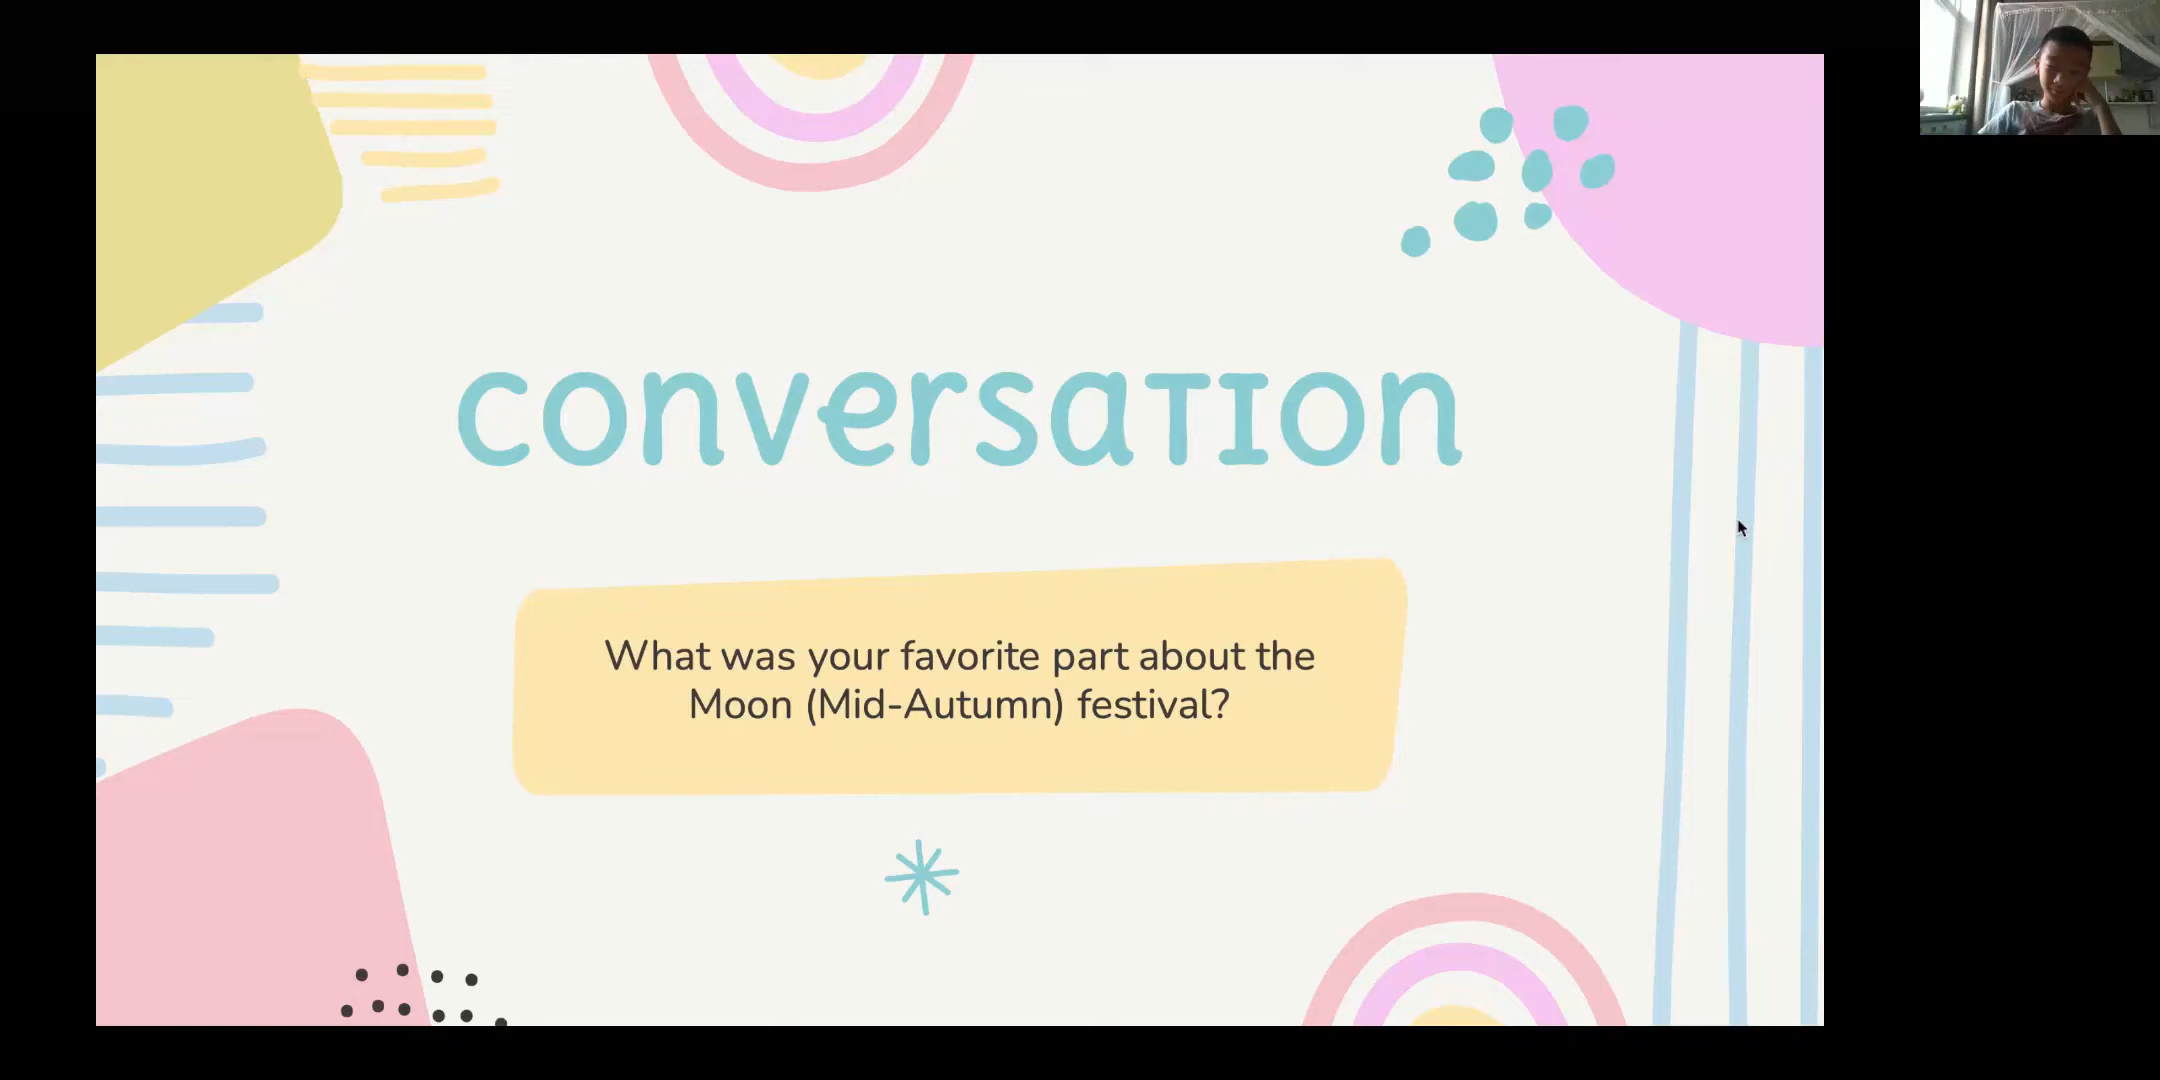 conversation
What was your favorite part about the
Moon (Mid-Autumn) festival?